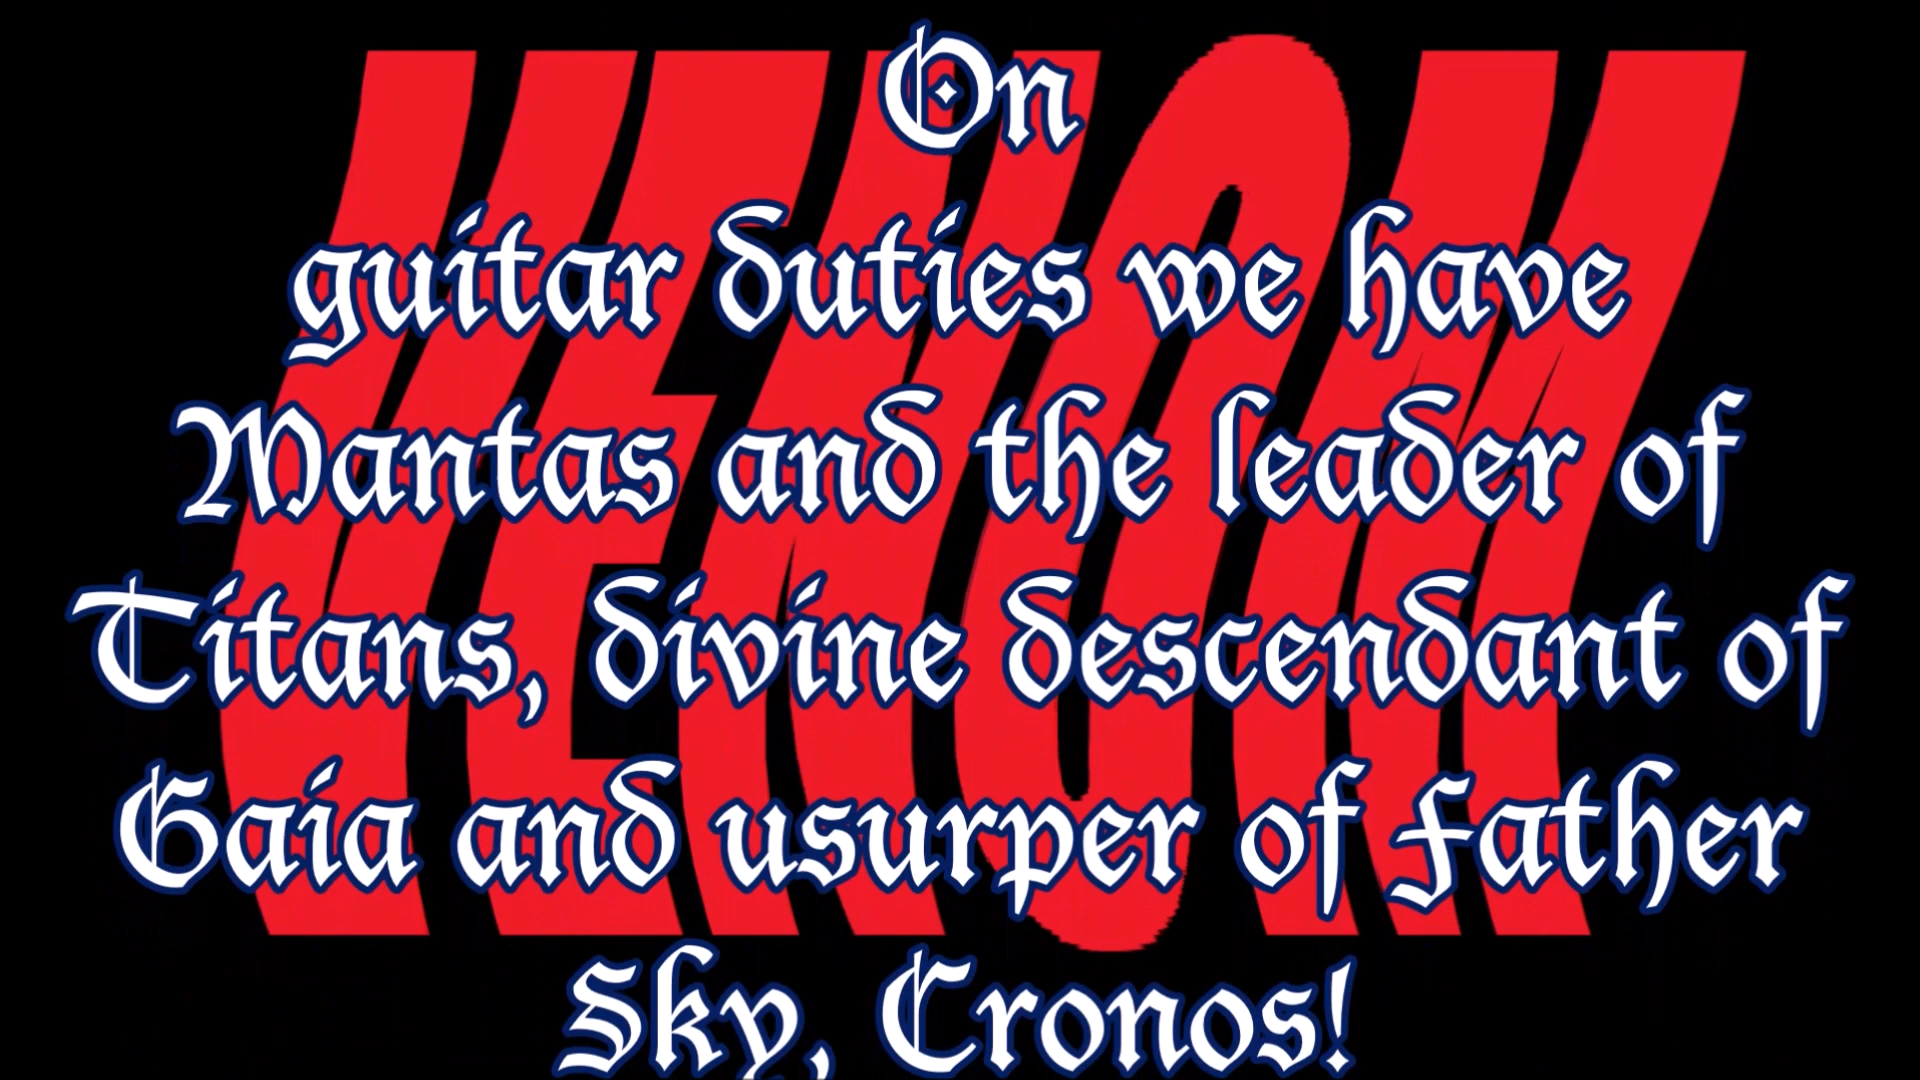 VENOM
On
guitar duties we have
Mantas and the leader of
Titans, divine descendant of
Gaia and usurper of Father
Sky, Cronos!